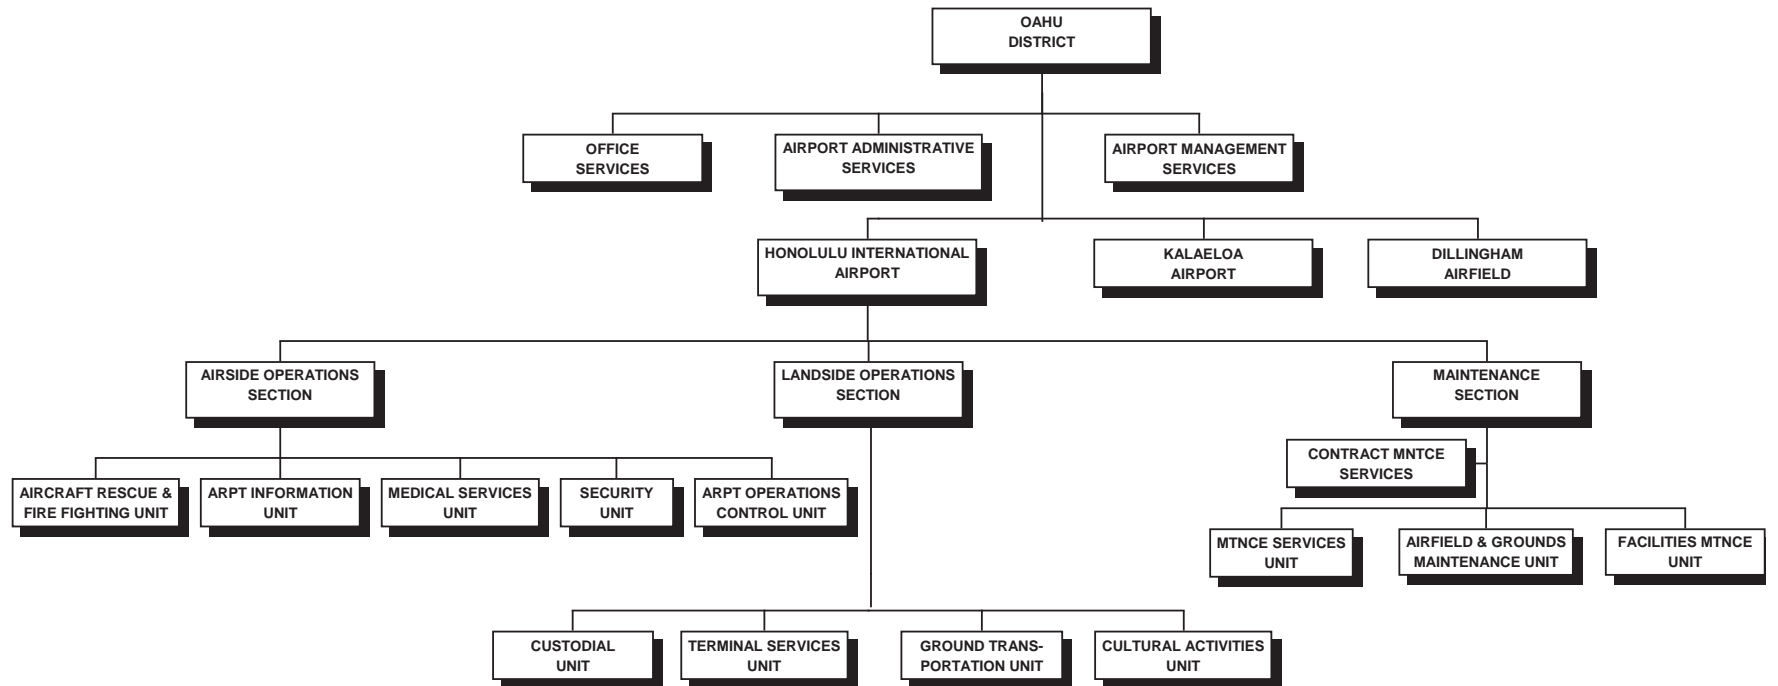 OAHU
DISTRICT
OFFICE
SERVICES
AIRPORT ADMINISTRATIVE
SERVICES
AIRPORT MANAGEMENT
SERVICES
HONOLULU INTERNATIONAL
AIRPORT
KALAELOA
AIRPORT
DILLINGHAM
AIRFIELD
AIRSIDE OPERATIONS
SECTION
LANDSIDE OPERATIONS
SECTION
MAINTENANCE
SECTION
CONTRACT MNTCE
SERVICES
AIRCRAFT RESCUE &
FIRE FIGHTING UNIT
ARPT INFORMATION
UNIT
MEDICAL SERVICES
UNIT
SECURITY
UNIT
ARPT OPERATIONS
CONTROL UNIT
MTNCE SERVICES
UNIT
AIRFIELD & GROUNDS
MAINTENANCE UNIT
FACILITIES MTNCE
UNIT
CUSTODIAL
UNIT
TERMINAL SERVICES
UNIT
GROUND TRANS-
PORTATION UNIT
CULTURAL ACTIVITIES
UNIT